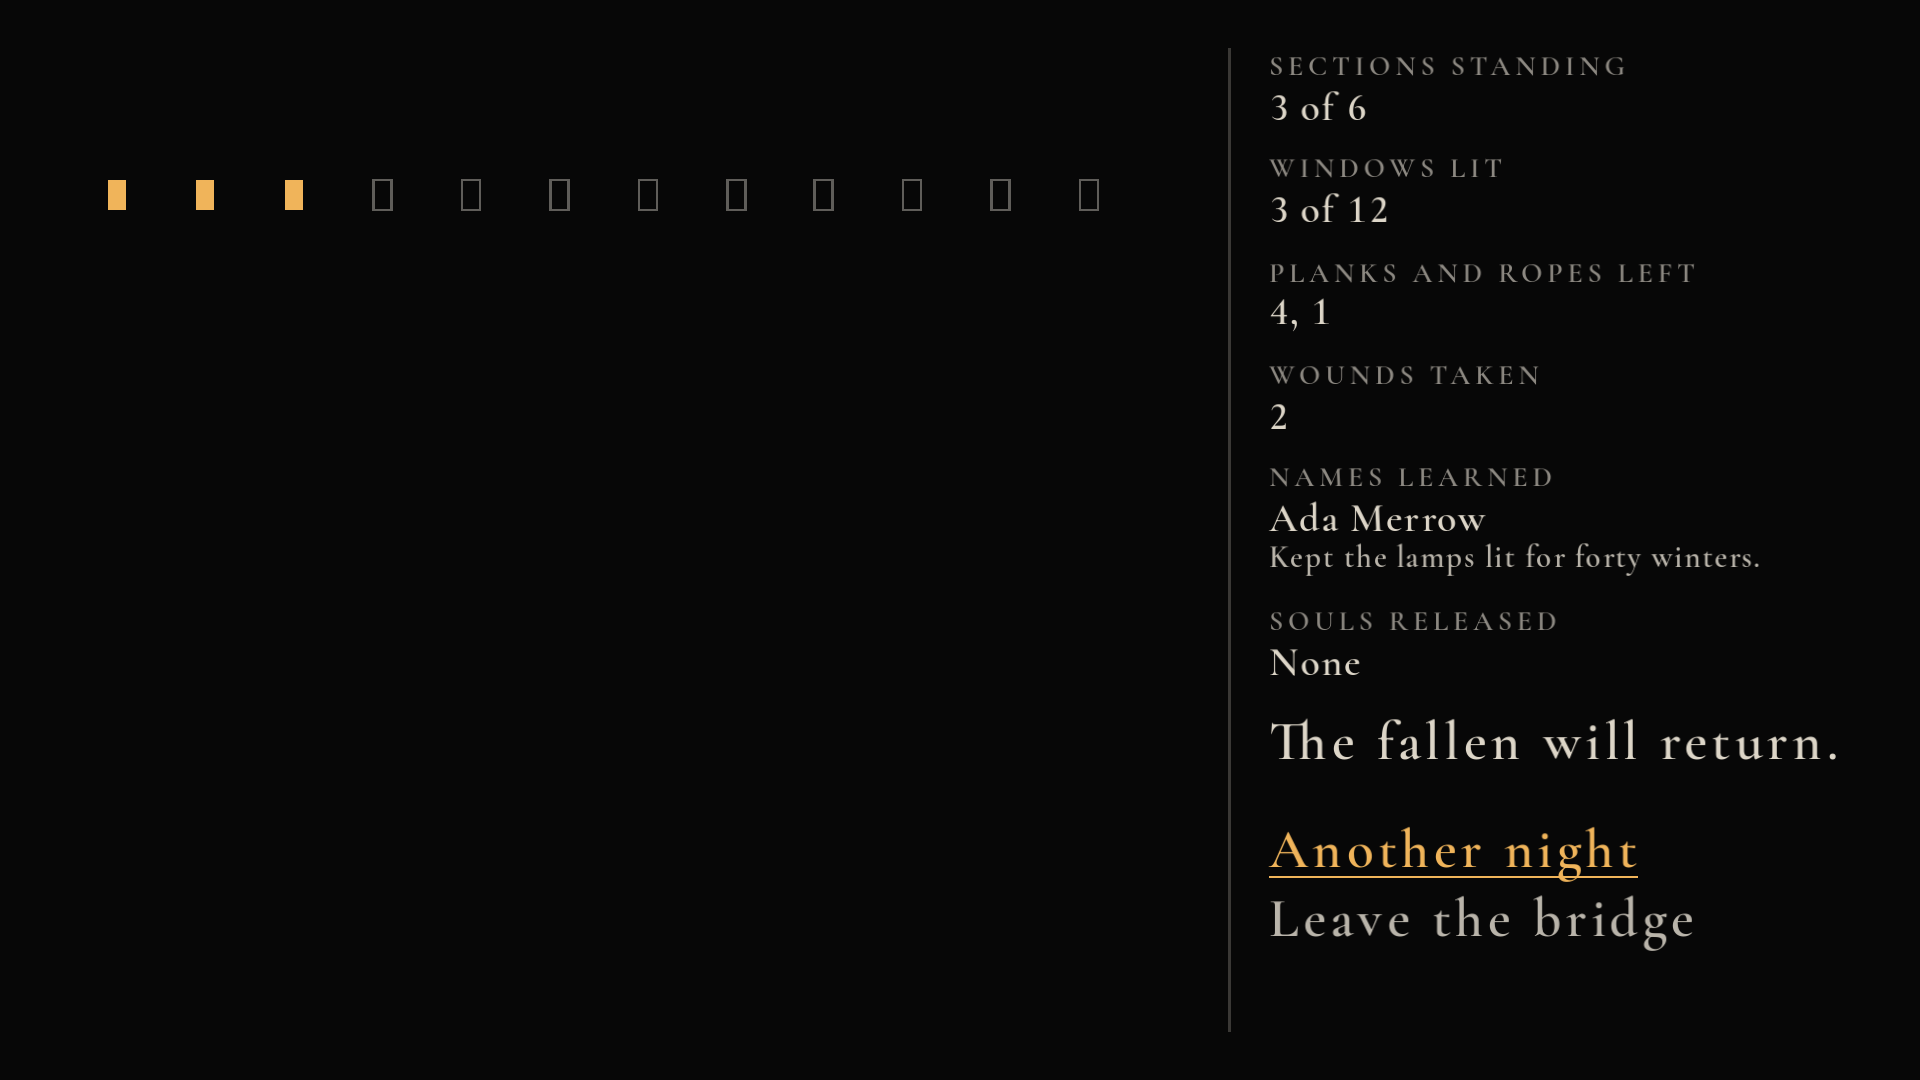 SECTIONS STANDING
3 of 6
WINDOWS LIT
3 of 12
PLANKS AND ROPES LEFT
4, 1
WOUNDS TAKEN
2
NAMES LEARNED
Ada Merrow
Kept the lamps lit for forty winters.
SOULS RELEASED
None
The fallen will return.
Another night
Leave the bridge